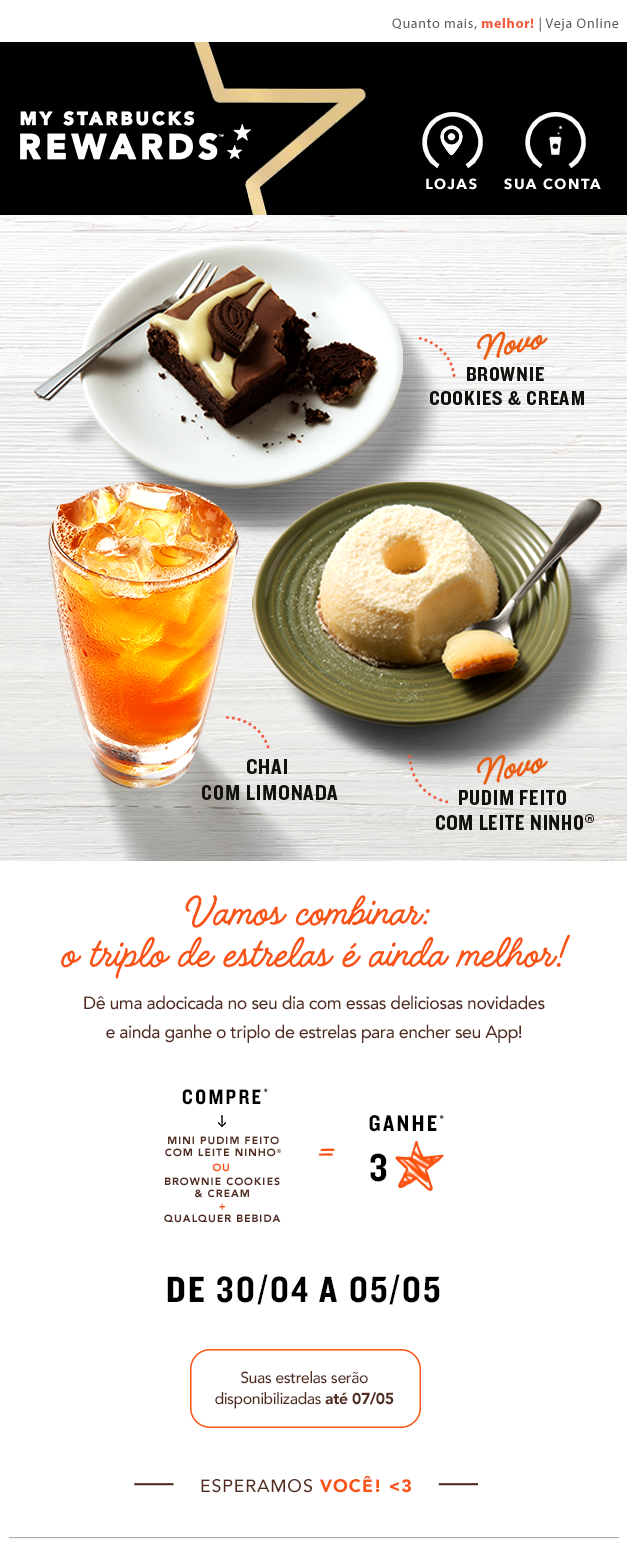 Quanto mais, melhor! | Veja Online
MY STARBUCKS
REWARDS™
LOJAS
SUA CONTA
Novo
BROWNIE
COOKIES & CREAM
CHAI
COM LIMONADA
Novo
PUDIM FEITO
COM LEITE NINHO®
Vamos combinar:
o triplo de estrelas é ainda melhor!
Dê uma adocicada no seu dia com essas deliciosas novidades
e ainda ganhe o triplo de estrelas para encher seu App!
COMPRE*
↓
MINI PUDIM FEITO
COM LEITE NINHO®
OU
BROWNIE COOKIES
& CREAM
+
QUALQUER BEBIDA
=
GANHE*
3
DE 30/04 A 05/05
Suas estrelas serão
disponibilizadas até 07/05
ESPERAMOS VOCÊ! <3